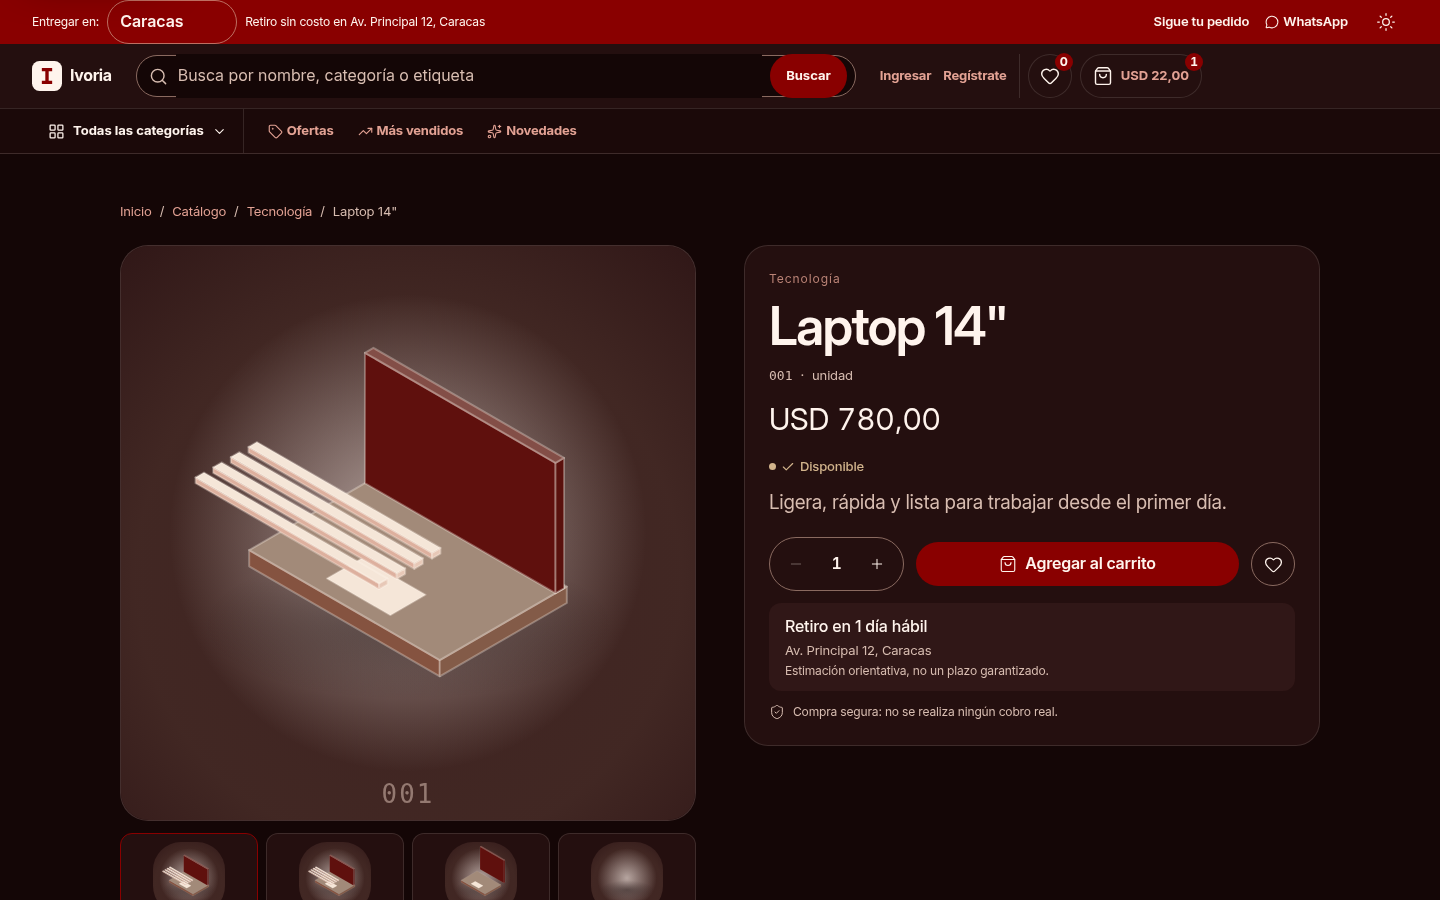 Entregar en: Caracas Retiro sin costo en Av. Principal 12, Caracas Sigue tu pedido WhatsApp
I Ivoria Busca por nombre, categoría o etiqueta Buscar Ingresar Regístrate 0 USD 22,00 1
Todas las categorías Ofertas Más vendidos Novedades
Inicio / Catálogo / Tecnología / Laptop 14"
Tecnología
Laptop 14"
001 · unidad
USD 780,00
Disponible
Ligera, rápida y lista para trabajar desde el primer día.
− 1 + Agregar al carrito
Retiro en 1 día hábil
Av. Principal 12, Caracas
Estimación orientativa, no un plazo garantizado.
Compra segura: no se realiza ningún cobro real.
001